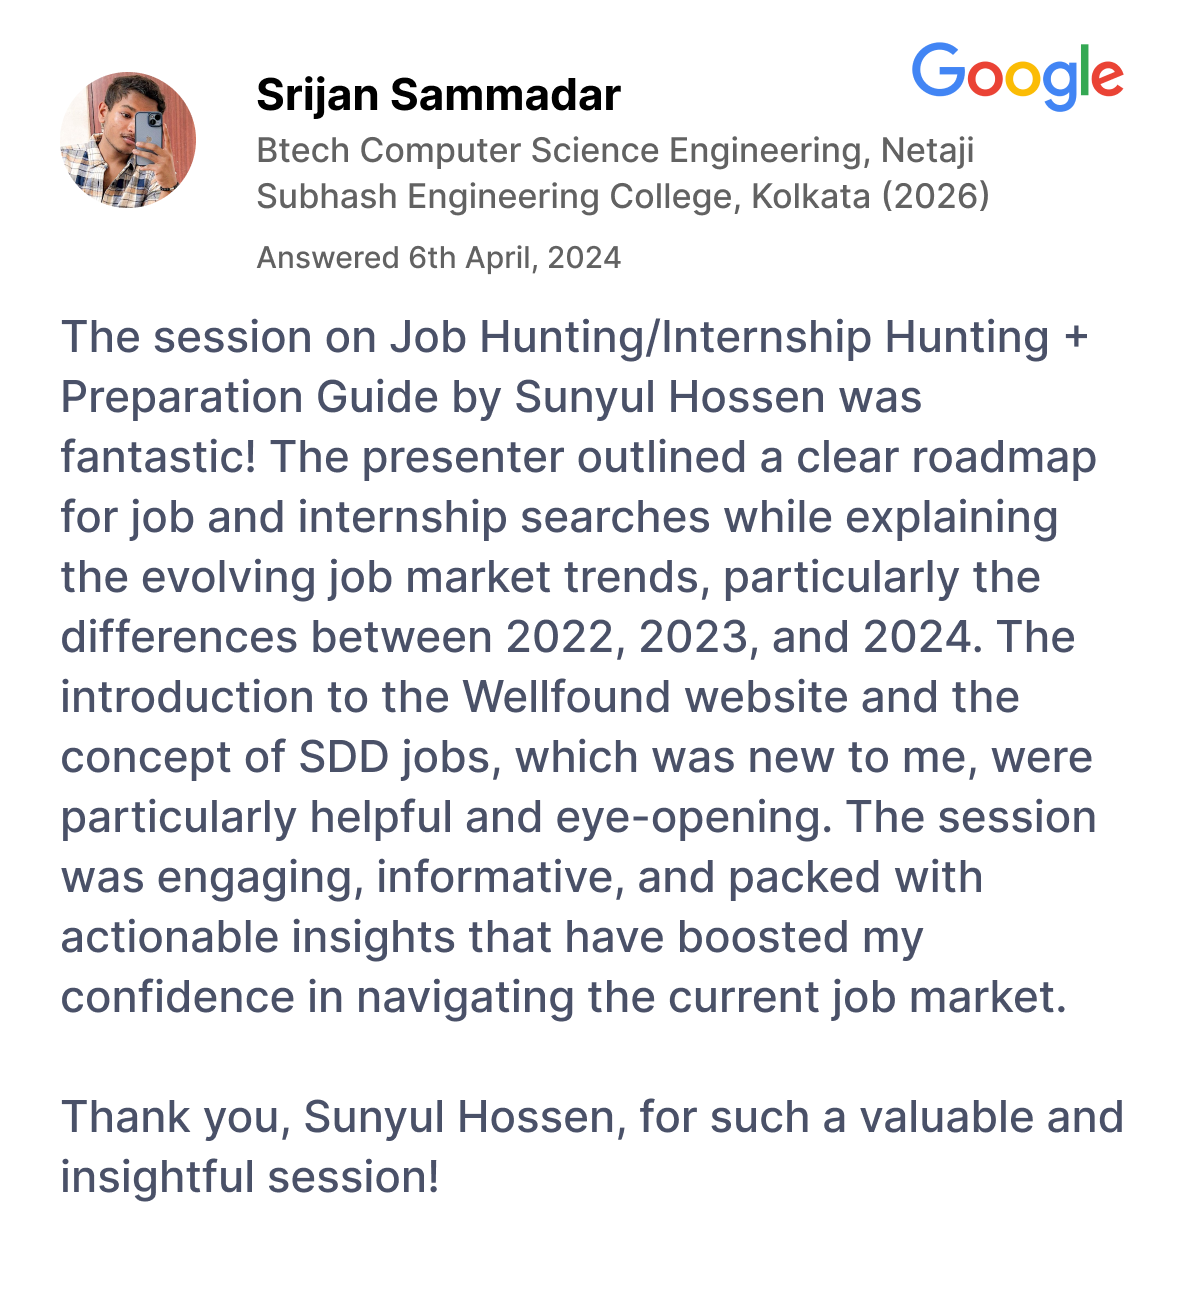 Google
Srijan Sammadar
Btech Computer Science Engineering, Netaji
Subhash Engineering College, Kolkata (2026)
Answered 6th April, 2024
The session on Job Hunting/Internship Hunting +
Preparation Guide by Sunyul Hossen was
fantastic! The presenter outlined a clear roadmap
for job and internship searches while explaining
the evolving job market trends, particularly the
differences between 2022, 2023, and 2024. The
introduction to the Wellfound website and the
concept of SDD jobs, which was new to me, were
particularly helpful and eye-opening. The session
was engaging, informative, and packed with
actionable insights that have boosted my
confidence in navigating the current job market.
Thank you, Sunyul Hossen, for such a valuable and
insightful session!